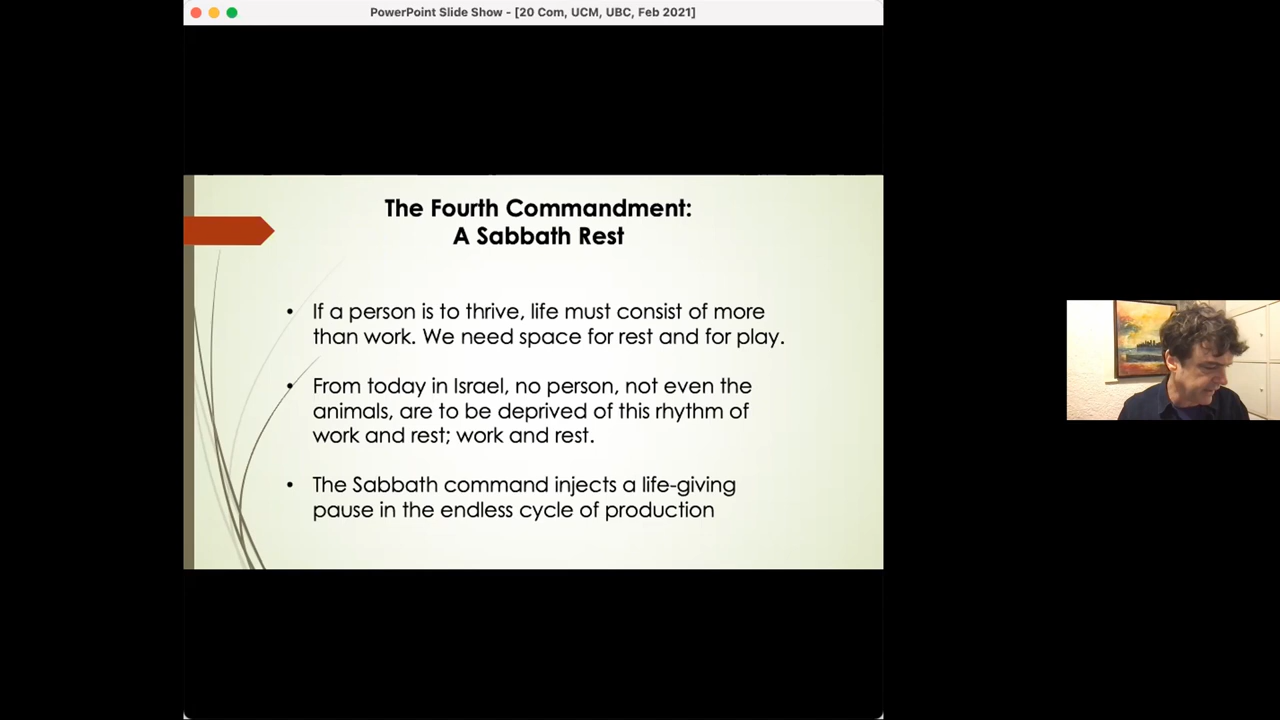 PowerPoint Slide Show - [20 Com, UCM, UBC, Feb 2021]
The Fourth Commandment:
A Sabbath Rest
• If a person is to thrive, life must consist of more
than work. We need space for rest and for play.
• From today in Israel, no person, not even the
animals, are to be deprived of this rhythm of
work and rest; work and rest.
• The Sabbath command injects a life-giving
pause in the endless cycle of production